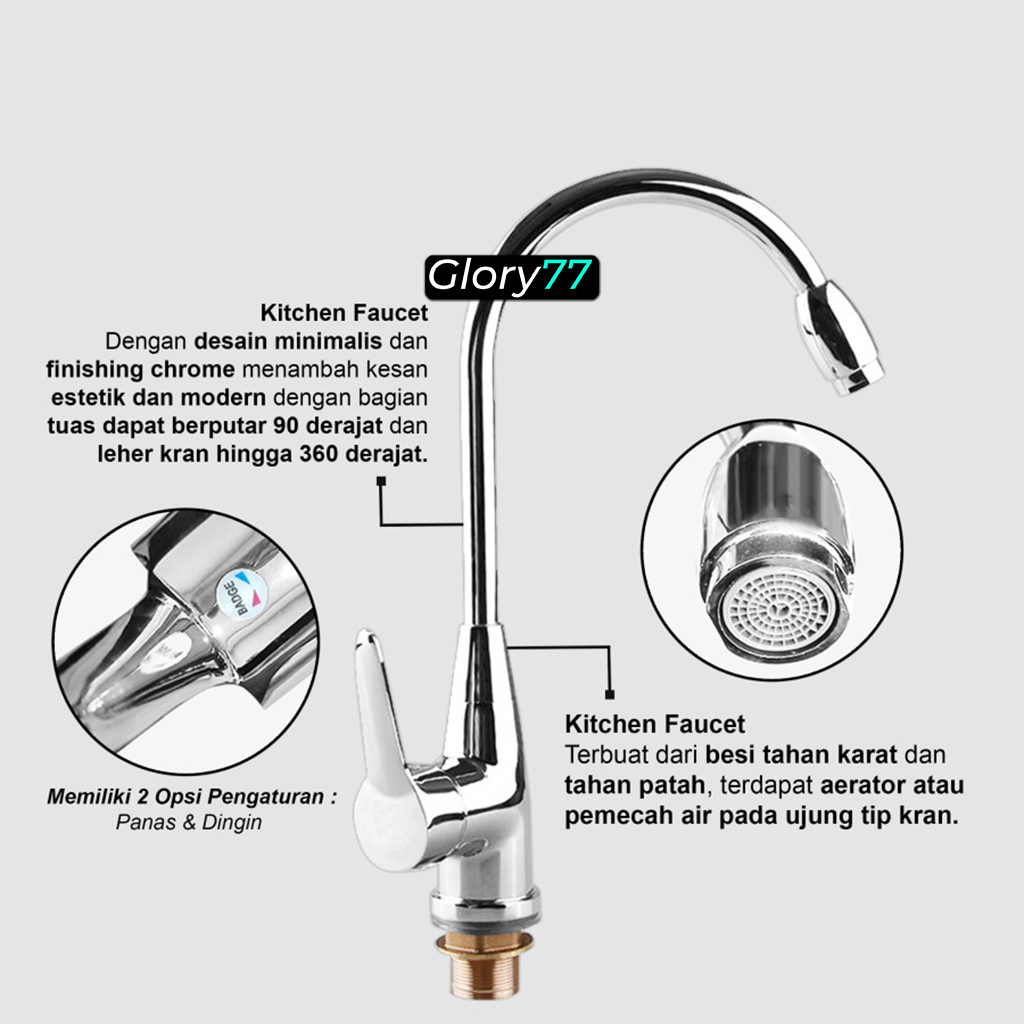 Glory77
Kitchen Faucet
Dengan desain minimalis dan
finishing chrome menambah kesan
estetik dan modern dengan bagian
tuas dapat berputar 90 derajat dan
leher kran hingga 360 derajat.
BADGE
Memiliki 2 Opsi Pengaturan :
Panas & Dingin
Kitchen Faucet
Terbuat dari besi tahan karat dan
tahan patah, terdapat aerator atau
pemecah air pada ujung tip kran.